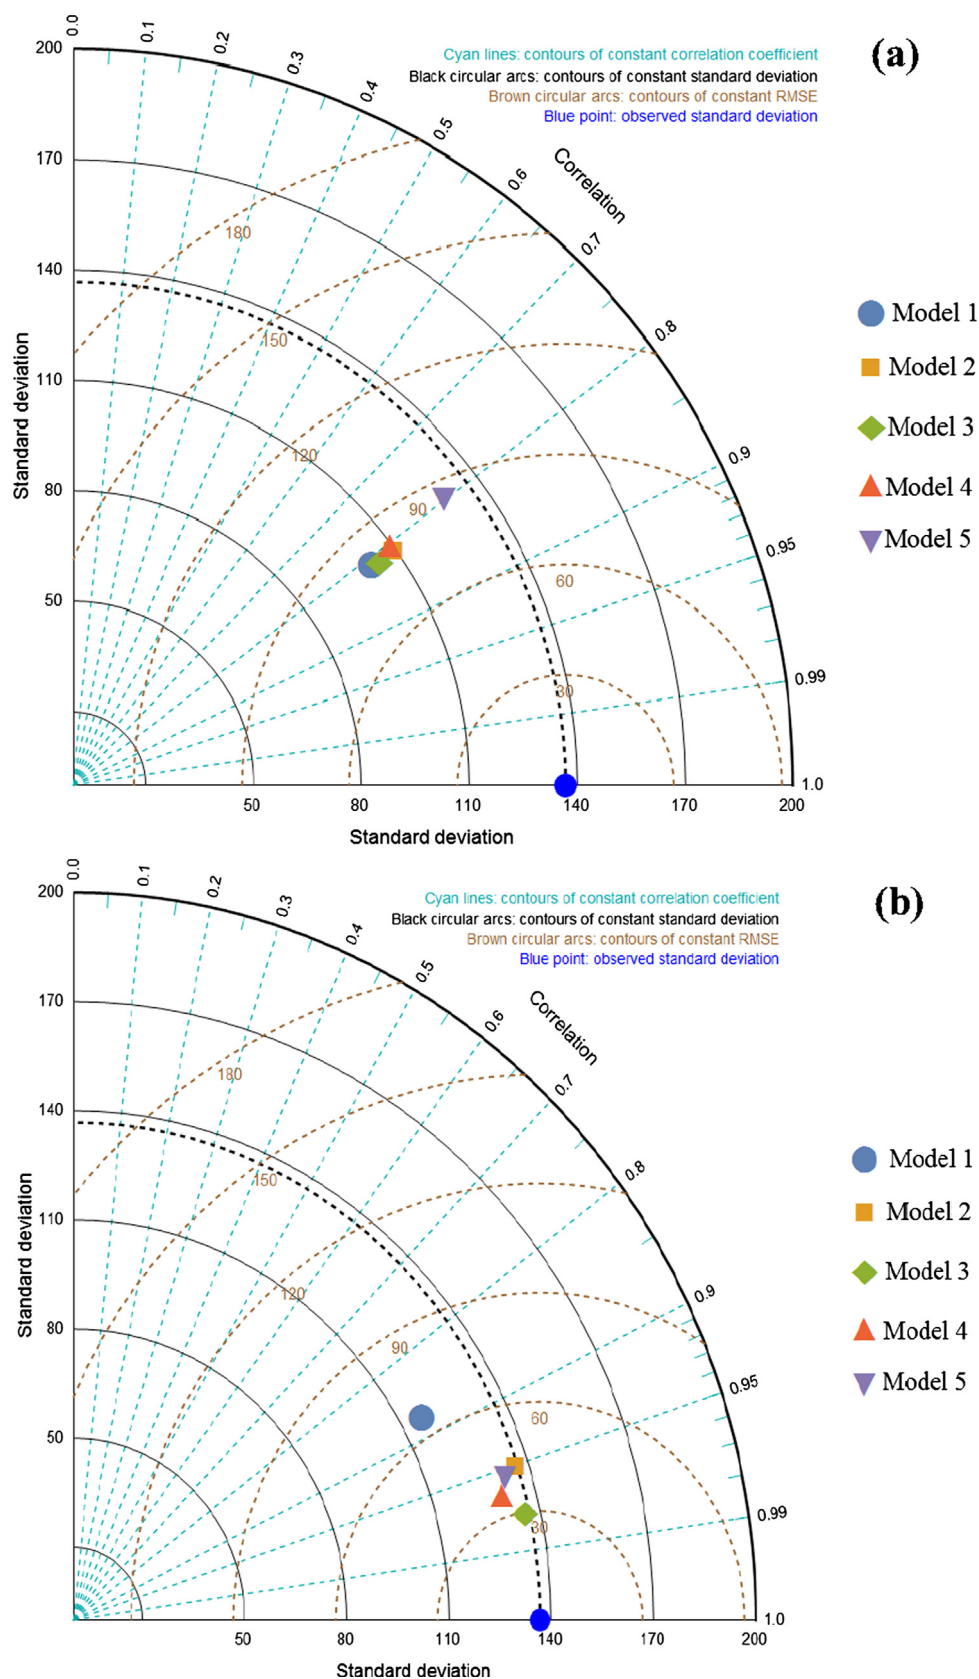 0.0
0.1
0.2
0.3
0.4
0.5
0.6
0.7
0.8
0.9
0.95
0.99
1.0
Cyan lines: contours of constant correlation coefficient
Black circular arcs: contours of constant standard deviation
Brown circular arcs: contours of constant RMSE
Blue point: observed standard deviation
(a)
Correlation
200
170
140
110
80
50
Standard deviation
180
150
120
90
60
30
50
80
110
140
170
200
Standard deviation
Model 1
Model 2
Model 3
Model 4
Model 5
0.0
0.1
0.2
0.3
0.4
0.5
0.6
0.7
0.8
0.9
0.95
0.99
1.0
Cyan lines: contours of constant correlation coefficient
Black circular arcs: contours of constant standard deviation
Brown circular arcs: contours of constant RMSE
Blue point: observed standard deviation
(b)
Correlation
200
170
140
110
80
50
Standard deviation
180
150
120
90
60
30
50
80
110
140
170
200
Standard deviation
Model 1
Model 2
Model 3
Model 4
Model 5